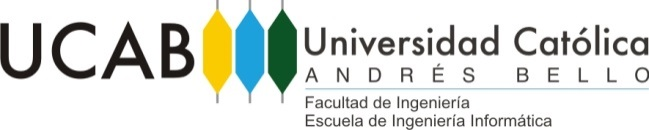 UCAB
Universidad Católica
ANDRÉS BELLO
Facultad de Ingeniería
Escuela de Ingeniería Informática